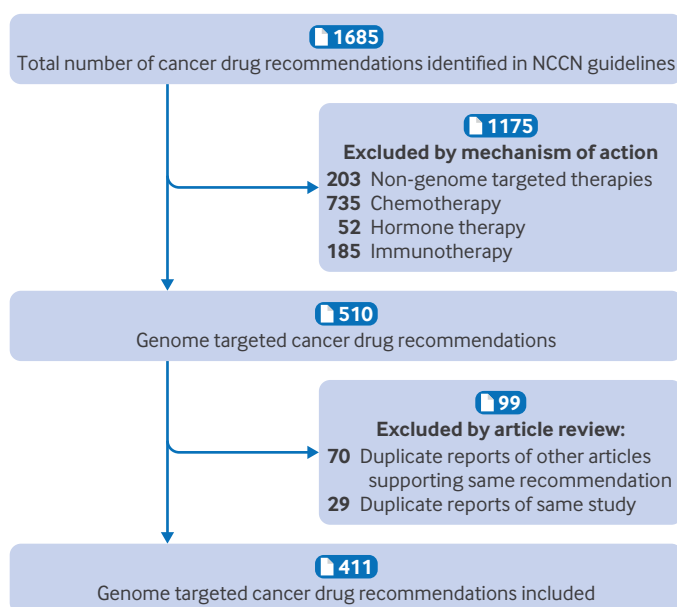 1685
Total number of cancer drug recommendations identified in NCCN guidelines
1175
Excluded by mechanism of action
203 Non-genome targeted therapies
735 Chemotherapy
52 Hormone therapy
185 Immunotherapy
510
Genome targeted cancer drug recommendations
99
Excluded by article review:
70 Duplicate reports of other articles
supporting same recommendation
29 Duplicate reports of same study
411
Genome targeted cancer drug recommendations included